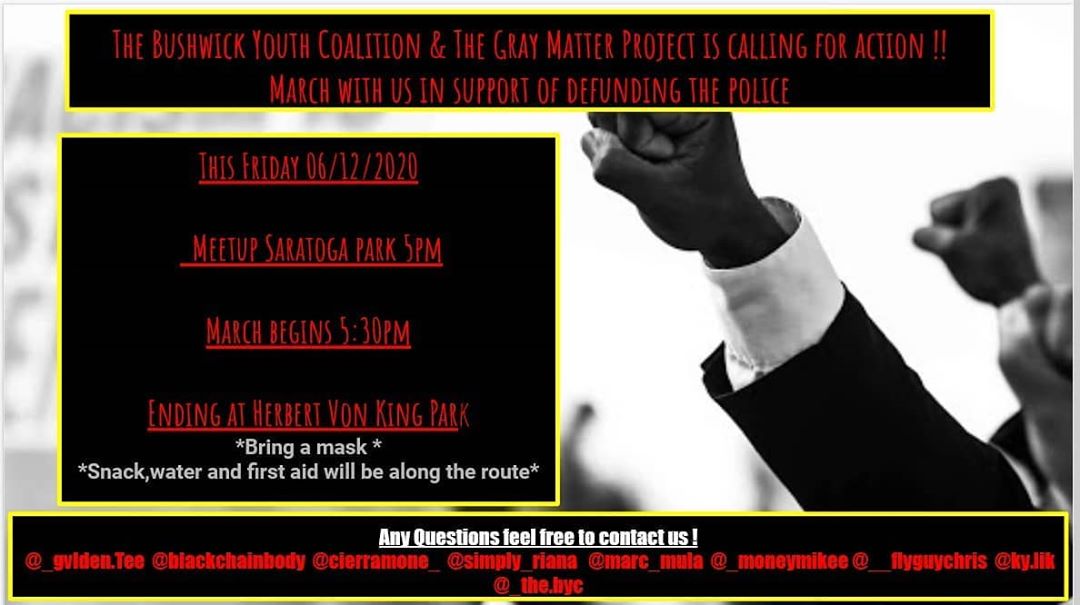 The Bushwick Youth Coalition & The Gray Matter Project is calling for action !!
March with us in support of defunding the police
This Friday 06/12/2020
Meetup Saratoga park 5pm
March begins 5:30pm
Ending at Herbert Von King Park
*Bring a mask *
*Snack,water and first aid will be along the route*
Any Questions feel free to contact us !
@_gvlden.Tee @blackchainbody @cierramone_ @simply_riana @marc_mula @_moneymikee @__flyguychris @ky.lik
@_the.byc